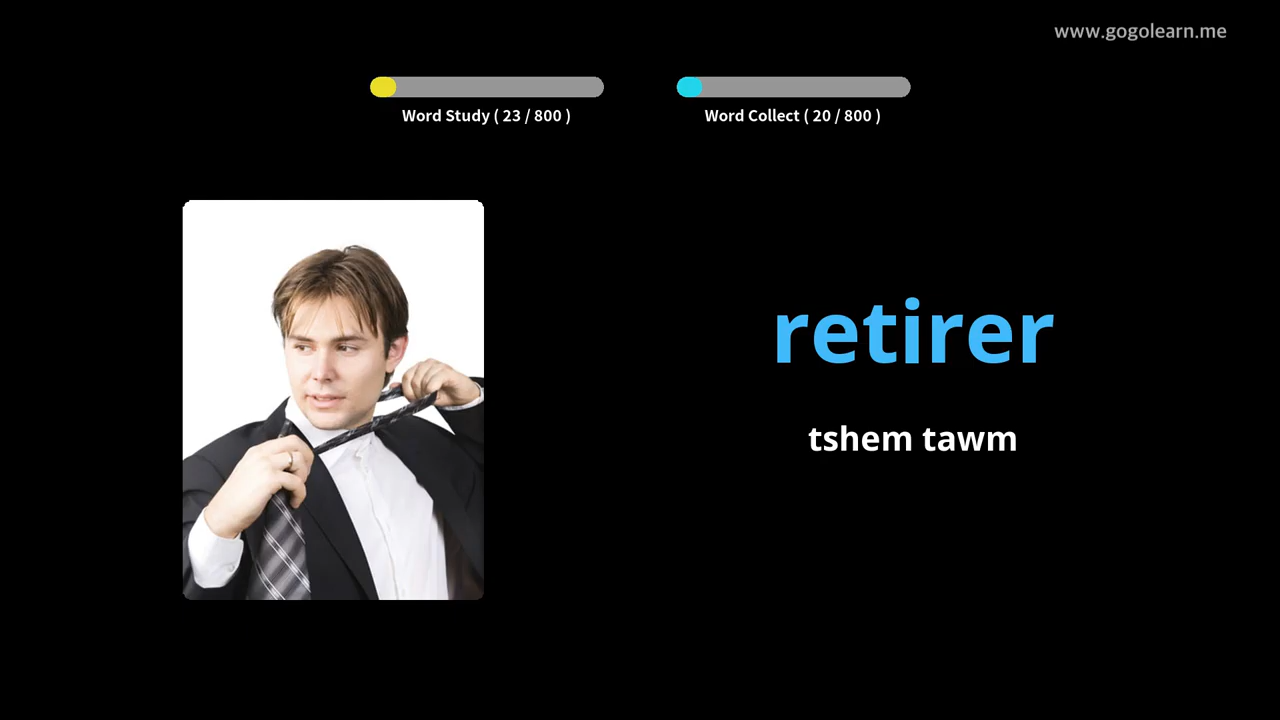 www.gogolearn.me
Word Study ( 23 / 800 )
Word Collect ( 20 / 800 )
retirer
tshem tawm